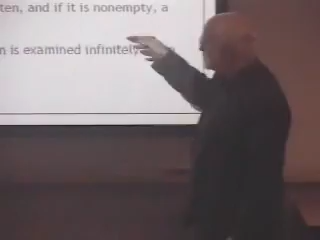 ten, and if it is nonempty, a
n is examined infinitely